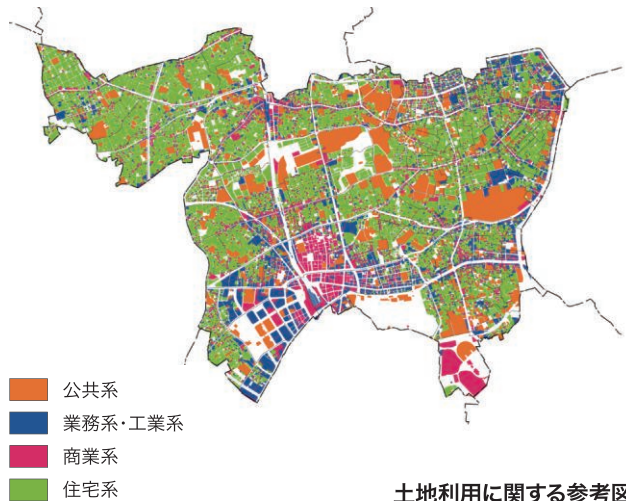 公共系
業務系・工業系
商業系
住宅系
土地利用に関する参考図